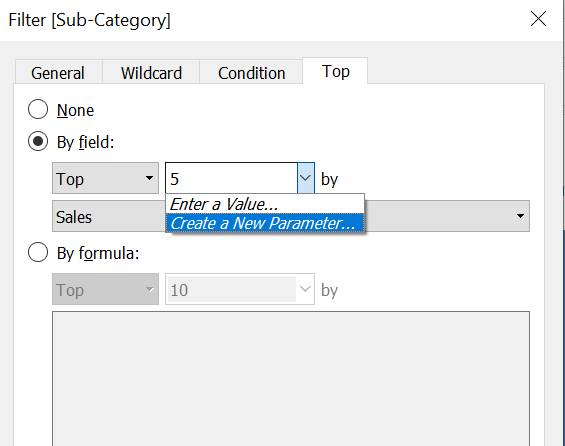 Filter [Sub-Category]
General Wildcard Condition Top
None
By field:
Top 5 by
Enter a Value...
Sales
Create a New Parameter...
By formula:
Top 10 by